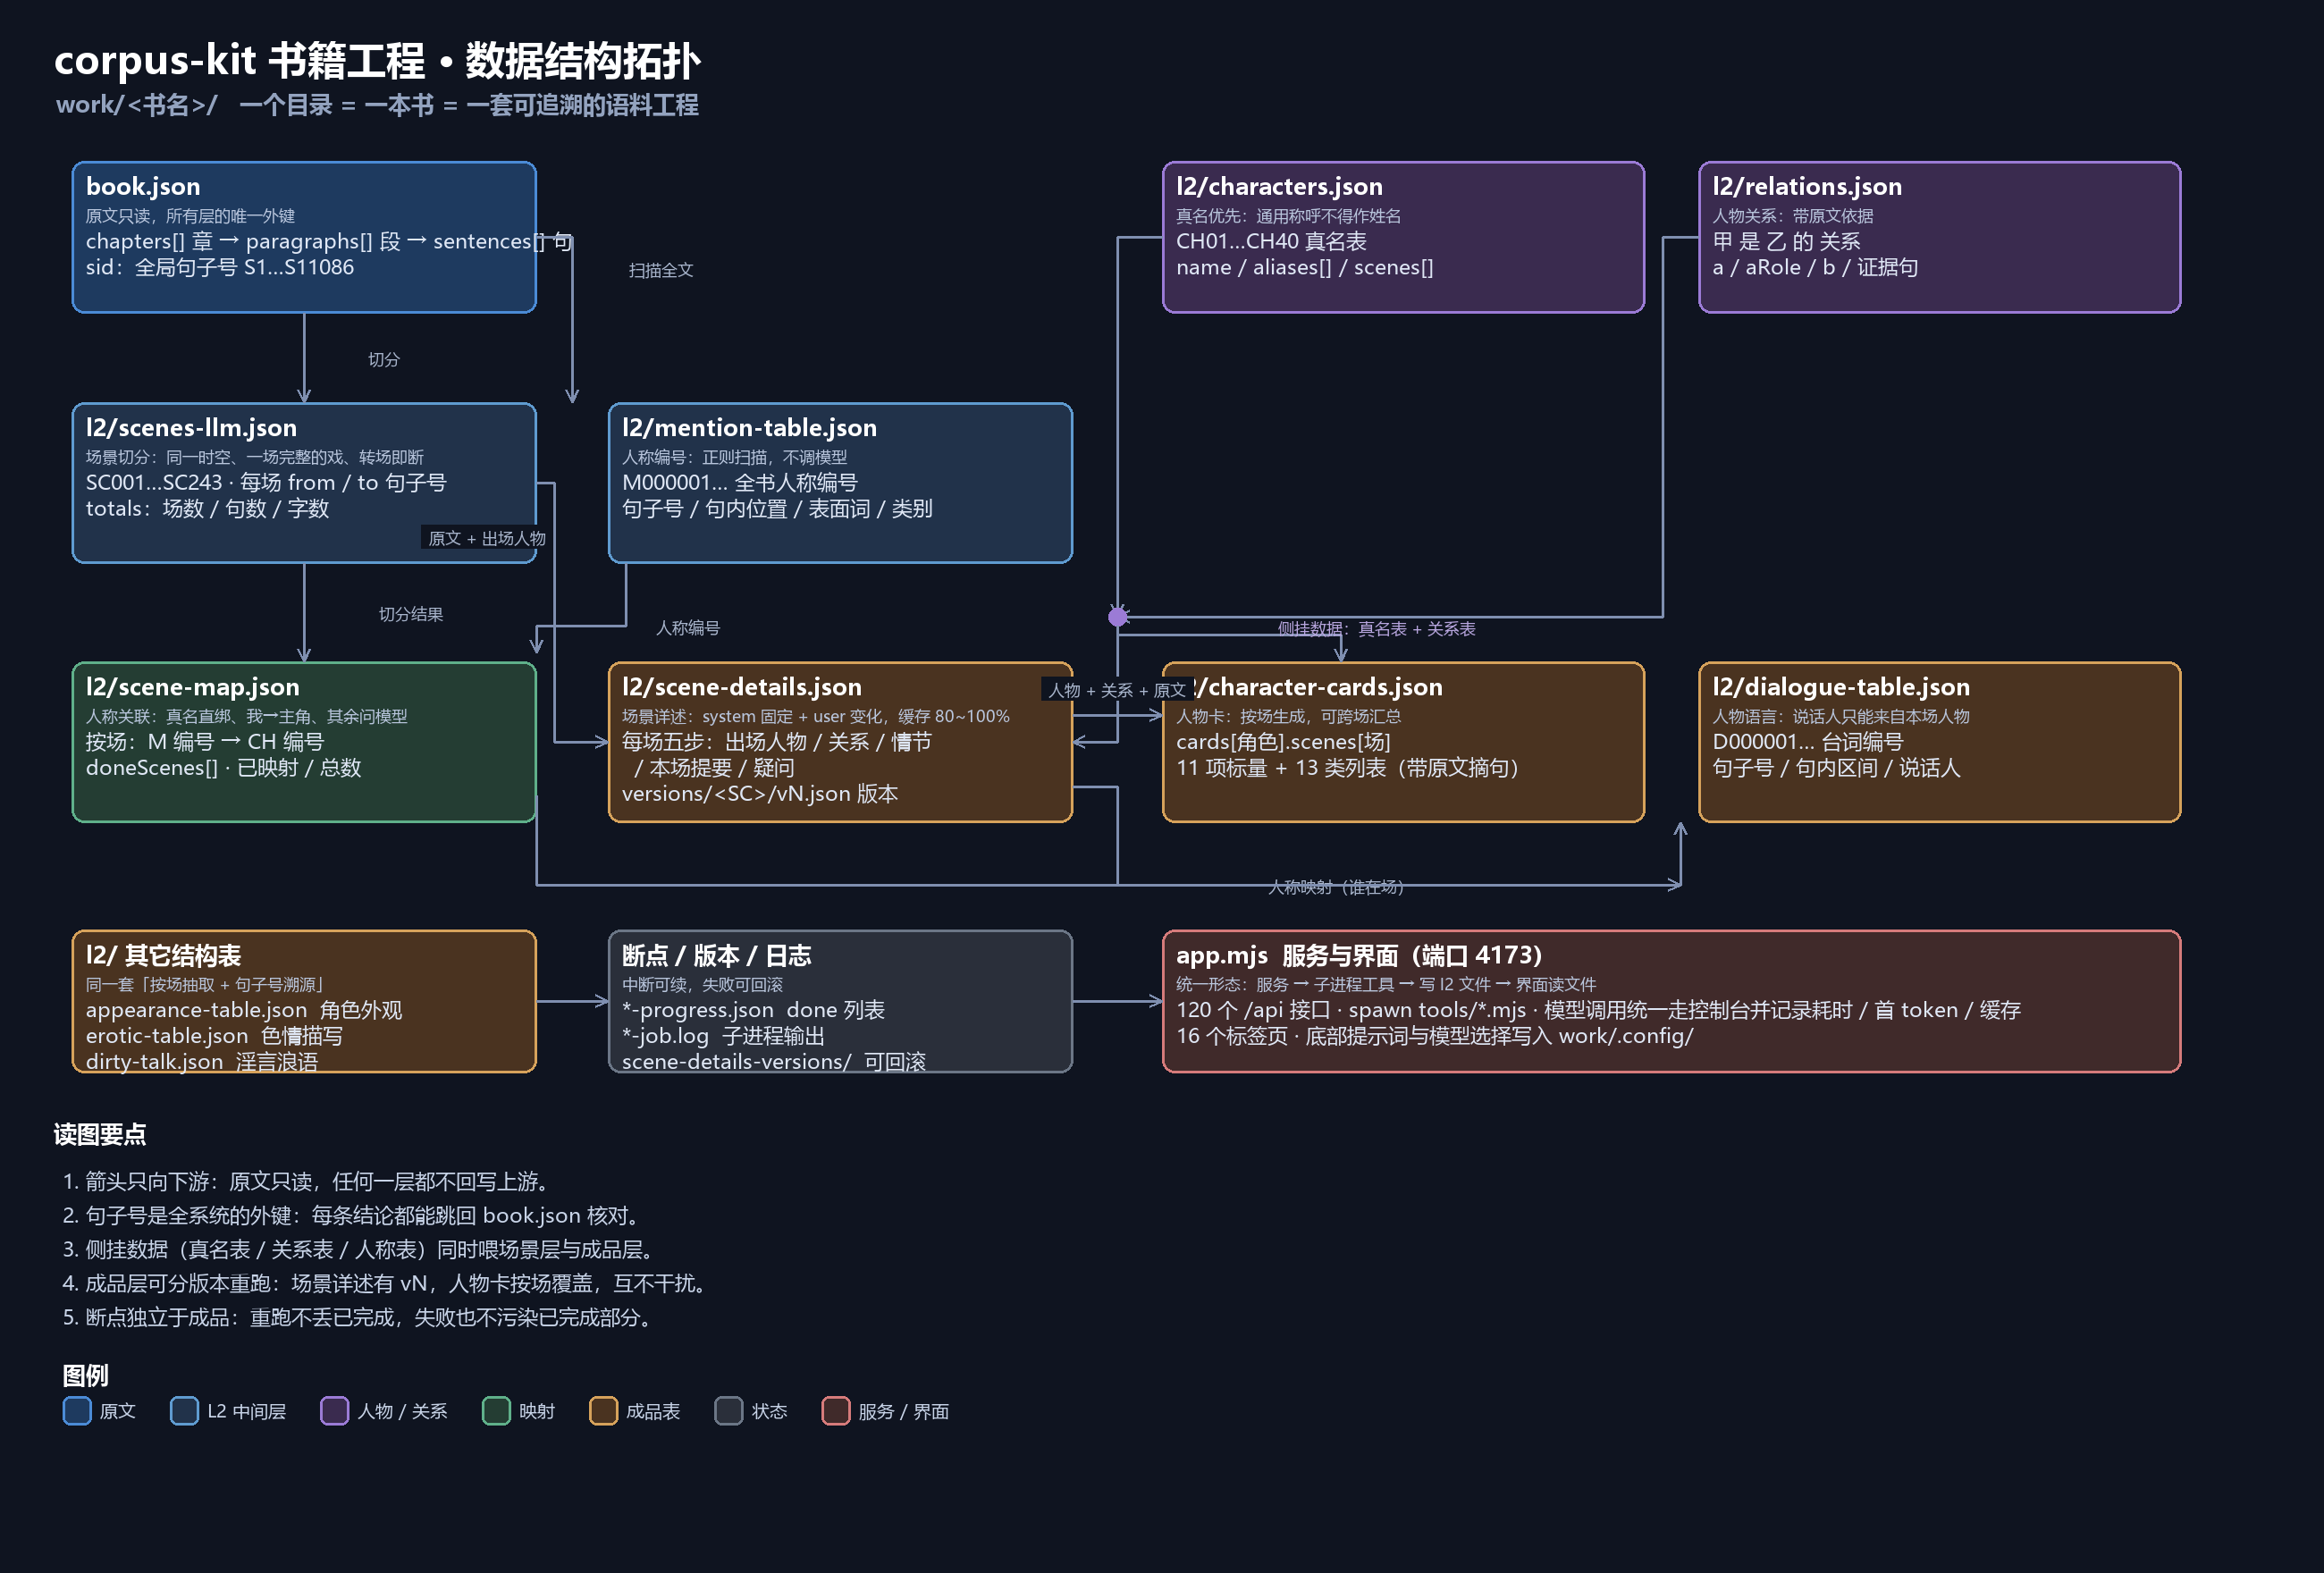 corpus-kit 书籍工程 • 数据结构拓扑
work/<书名>/ 一个目录 = 一本书 = 一套可追溯的语料工程
book.json
原文只读，所有层的唯一外键
chapters[] 章 → paragraphs[] 段 → sentences[] 句
sid：全局句子号 S1…S11086
扫描全文
l2/characters.json
真名优先：通用称呼不得作姓名
CH01…CH40 真名表
name / aliases[] / scenes[]
l2/relations.json
人物关系：带原文依据
甲 是 乙 的 关系
a / aRole / b / 证据句
切分
l2/scenes-llm.json
场景切分：同一时空、一场完整的戏、转场即断
SC001…SC243 · 每场 from / to 句子号
totals：场数 / 句数 / 字数
原文 + 出场人物
l2/mention-table.json
人称编号：正则扫描，不调模型
M000001… 全书人称编号
句子号 / 句内位置 / 表面词 / 类别
切分结果
人称编号
侧挂数据：真名表 + 关系表
l2/scene-map.json
人称关联：真名直绑、我→主角、其余问模型
按场：M 编号 → CH 编号
doneScenes[] · 已映射 / 总数
l2/scene-details.json
场景详述：system 固定 + user 变化，缓存 80~100%
每场五步：出场人物 / 关系 / 情节
/ 本场提要 / 疑问
versions/<SC>/vN.json 版本
人物 + 关系 + 原文
2/character-cards.json
人物卡：按场生成，可跨场汇总
cards[角色].scenes[场]
11 项标量 + 13 类列表（带原文摘句）
l2/dialogue-table.json
人物语言：说话人只能来自本场人物
D000001… 台词编号
句子号 / 句内区间 / 说话人
人称映射（谁在场）
l2/ 其它结构表
同一套「按场抽取 + 句子号溯源」
appearance-table.json 角色外观
erotic-table.json 色情描写
dirty-talk.json 淫言浪语
断点 / 版本 / 日志
中断可续，失败可回滚
*-progress.json done 列表
*-job.log 子进程输出
scene-details-versions/ 可回滚
app.mjs 服务与界面（端口 4173）
统一形态：服务 → 子进程工具 → 写 l2 文件 → 界面读文件
120 个 /api 接口 · spawn tools/*.mjs · 模型调用统一走控制台并记录耗时 / 首 token / 缓存
16 个标签页 · 底部提示词与模型选择写入 work/.config/
读图要点
1. 箭头只向下游：原文只读，任何一层都不回写上游。
2. 句子号是全系统的外键：每条结论都能跳回 book.json 核对。
3. 侧挂数据（真名表 / 关系表 / 人称表）同时喂场景层与成品层。
4. 成品层可分版本重跑：场景详述有 vN，人物卡按场覆盖，互不干扰。
5. 断点独立于成品：重跑不丢已完成，失败也不污染已完成部分。
图例
原文
L2 中间层
人物 / 关系
映射
成品表
状态
服务 / 界面